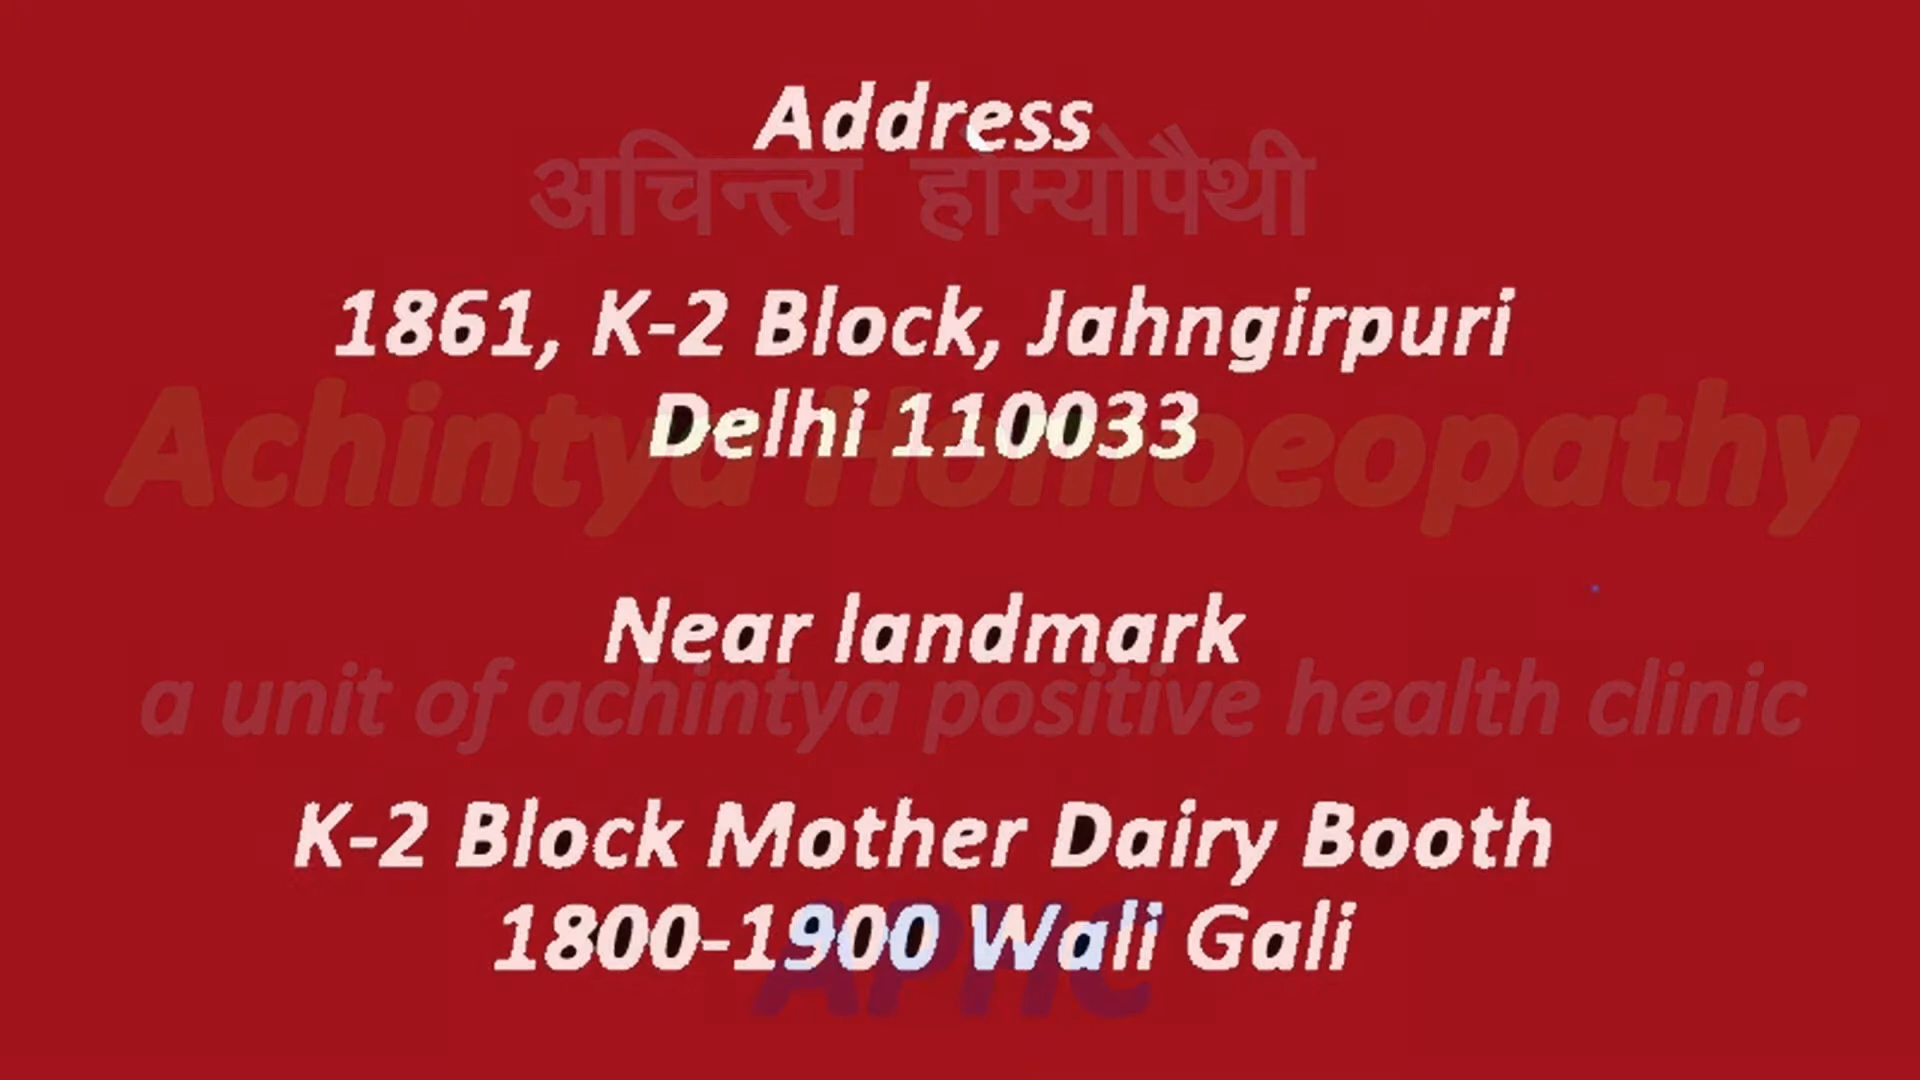 Address
अचिन्त्य होम्योपैथी
1861, K-2 Block, Jahngirpuri
Delhi 110033
Achintya Homoeopathy
Near landmark
a unit of achintya positive health clinic
K-2 Block Mother Dairy Booth
1800-1900 Wali Gali
APHC